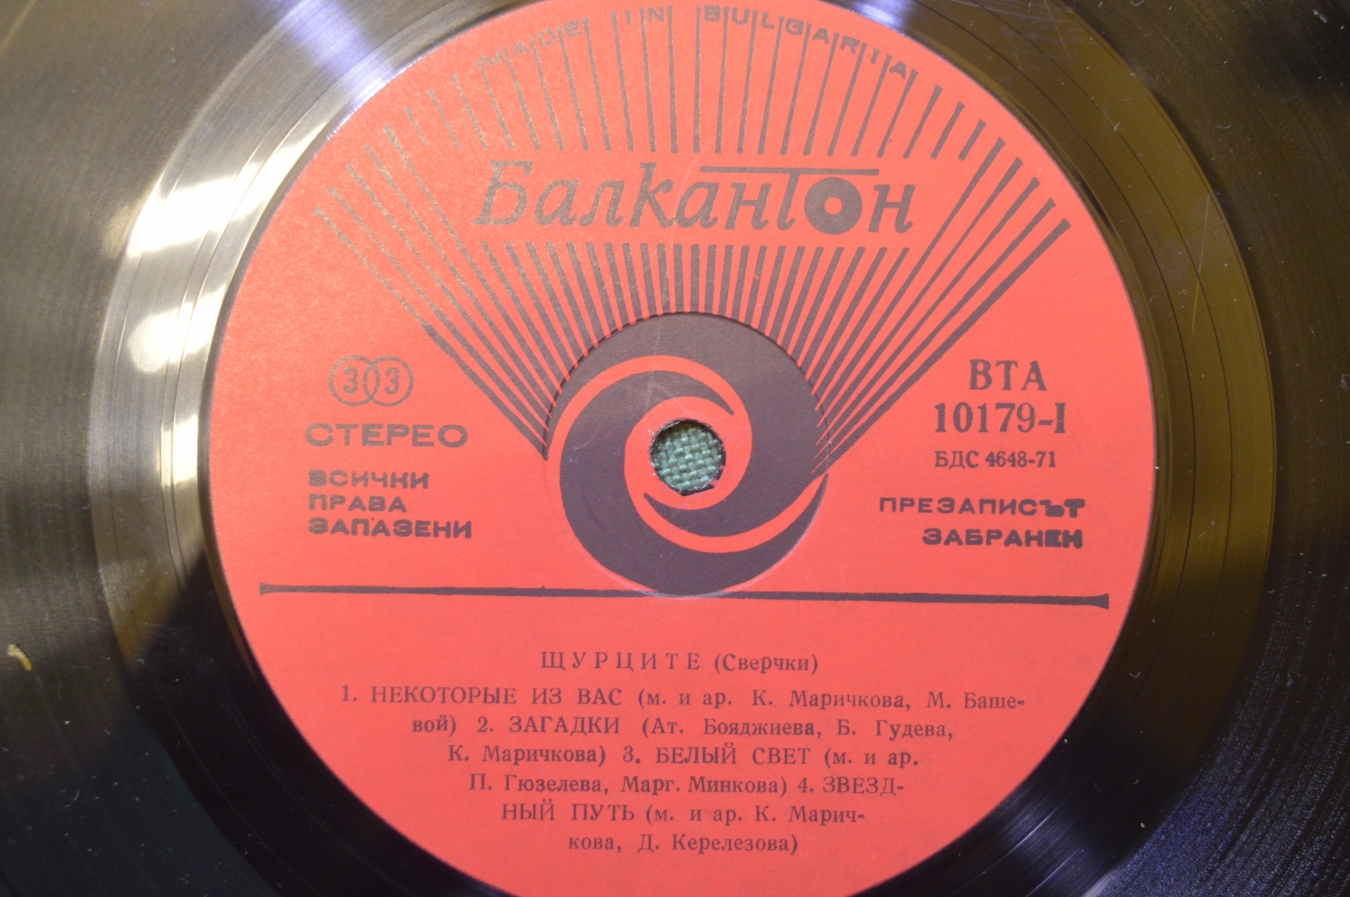 MADE IN BULGARIA
Балкантон
33
СТЕРЕО
ВСИЧКИ
ПРАВА
ЗАПАЗЕНИ
ВТА
10179-I
БДС 4648-71
ПРЕЗАПИСЪТ
ЗАБРАНЕН
ЩУРЦИТЕ (Сверчки)
1. НЕКОТОРЫЕ ИЗ ВАС (м. и ар. К. Маричкова, М. Баше-
вой) 2. ЗАГАДКИ (Ат. Бояджиева, Б. Гудева,
К. Маричкова) 3. БЕЛЫЙ СВЕТ (м. и ар.
П. Гюзелева, Марг. Минкова) 4. ЗВЕЗД-
НЫЙ ПУТЬ (м. и ар. К. Марич-
кова, Д. Керелезова)